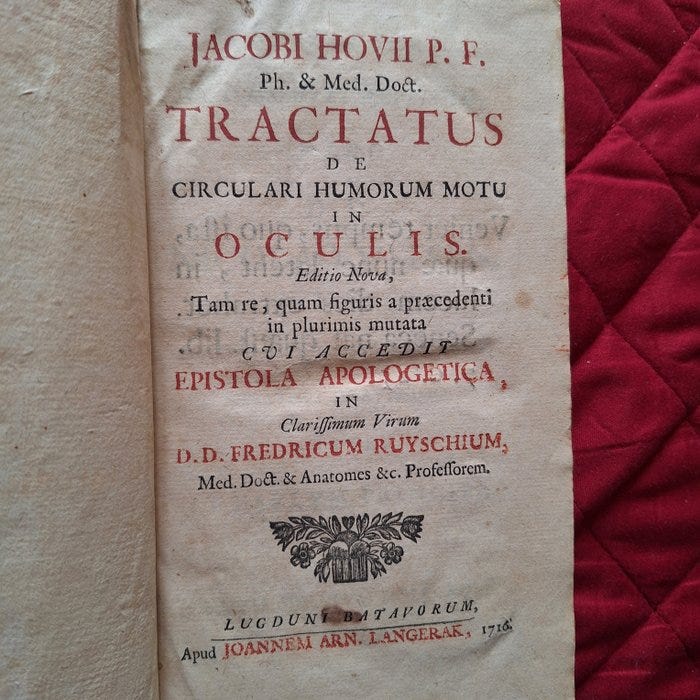 JACOBI HOVII P. F.
Ph. & Med. Doct.
TRACTATUS
DE
CIRCULARI HUMORUM MOTU
IN
OCULIS.
Editio Nova,
Tam re, quam figuris a præcedenti
in plurimis mutata
CVI ACCEDIT
EPISTOLA APOLOGETICA,
IN
Clarissimum Virum
D.D. FREDRICUM RUYSCHIUM,
Med. Doct. & Anatomes &c. Professorem.
LUGDUNI BATAVORUM,
Apud JOANNEM ARN. LANGERAK, 1716.